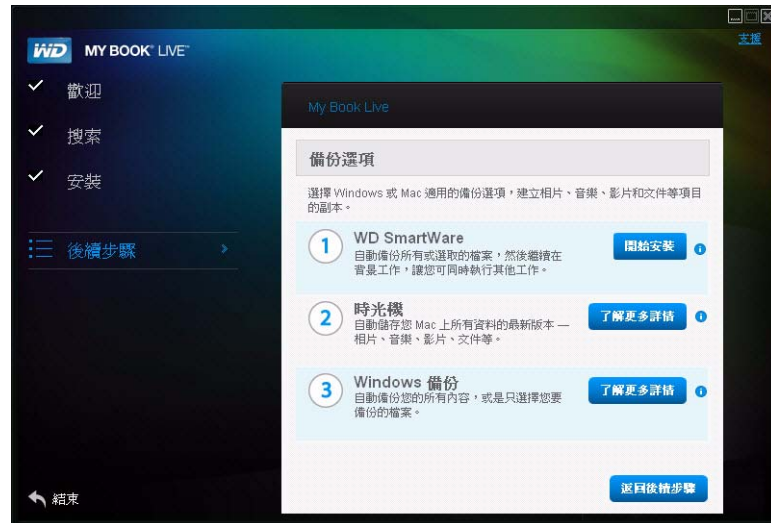 支援
WD MY BOOK® LIVE™
歡迎
搜索
安裝
後續步驟
結束
My Book Live
備份選項
選擇 Windows 或 Mac 適用的備份選項，建立相片、音樂、影片和文件等項目
的副本。
1 WD SmartWare
自動備份所有或選取的檔案，然後繼續在
背景工作，讓您可同時執行其他工作。
開始安裝
2 時光機
自動儲存您 Mac 上所有資料的最新版本 —
相片、音樂、影片、文件等。
了解更多詳情
3 Windows 備份
自動備份您的所有內容，或是只選擇您要
備份的檔案。
了解更多詳情
返回後續步驟